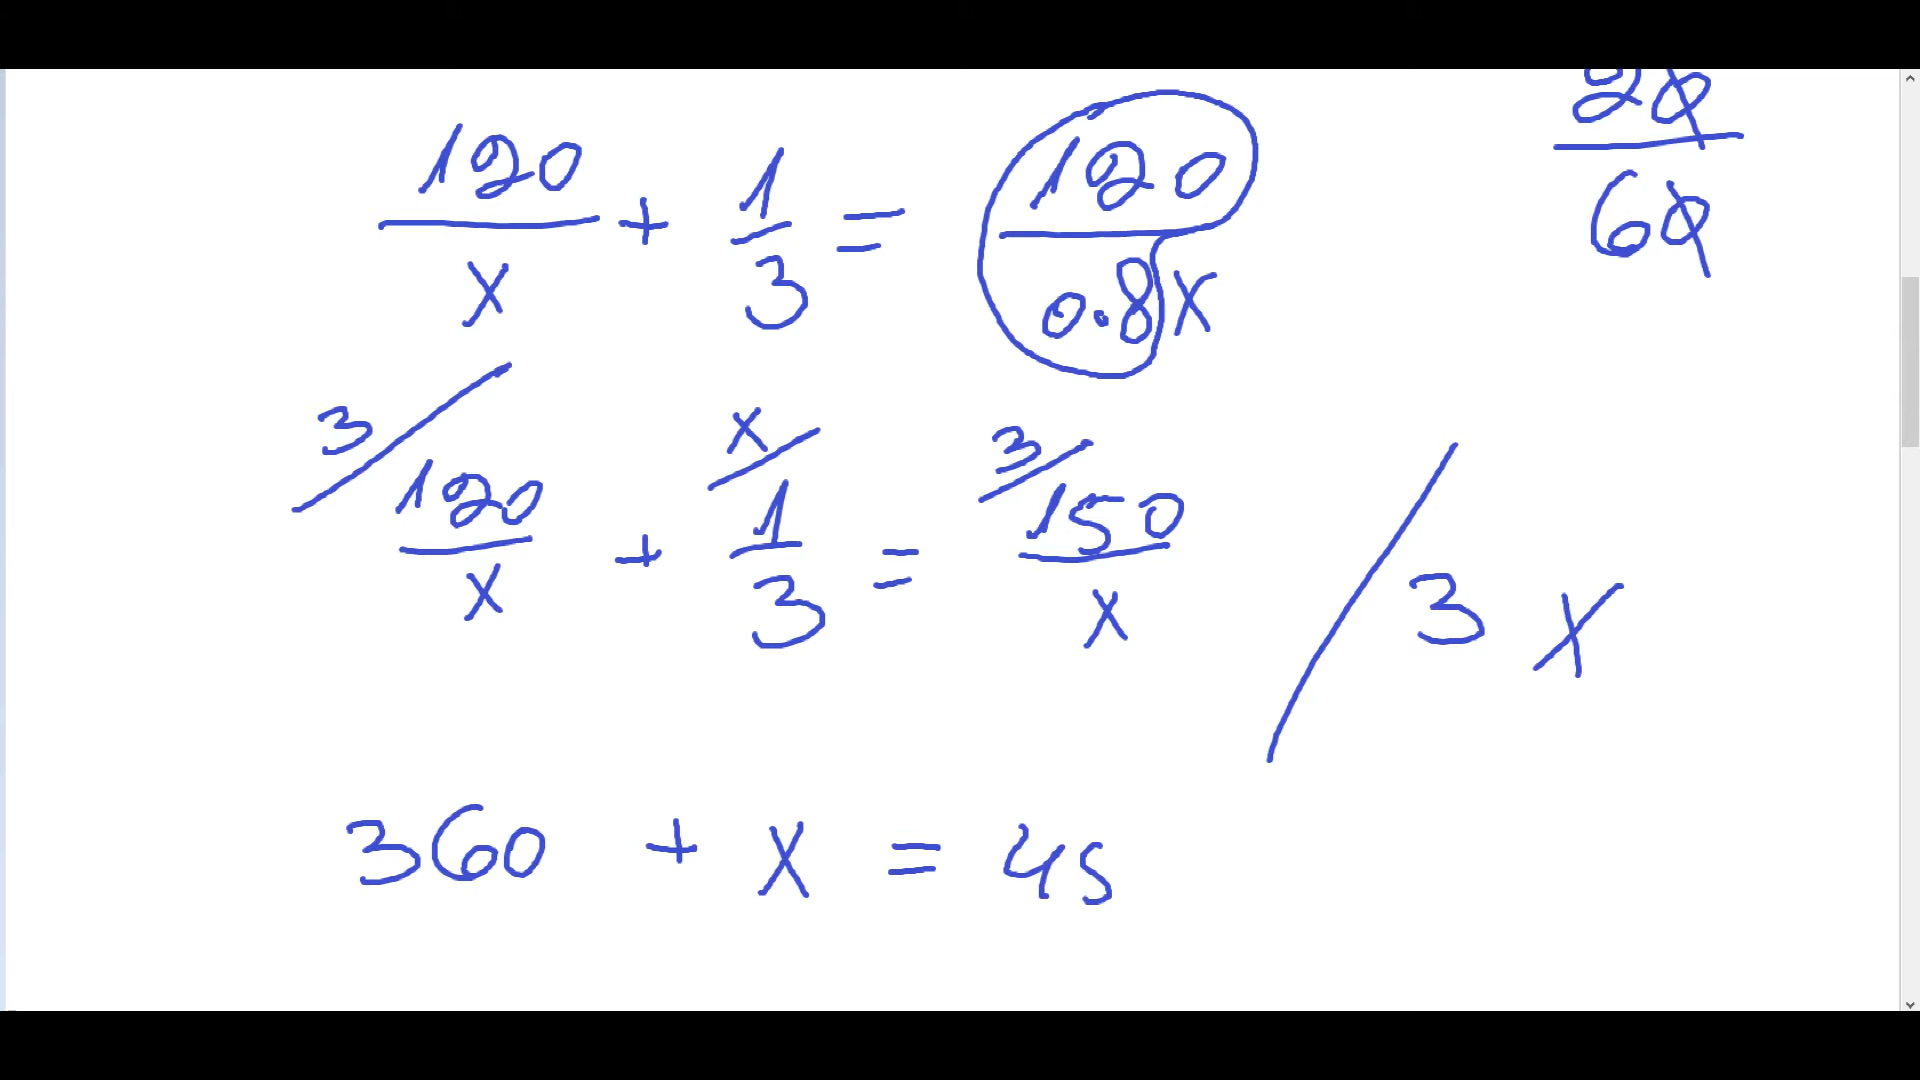 20/60
120/x + 1/3 = 120/0.8x
3/ x/ 3/
120/x + 1/3 = 150/x / 3x
360 + x = 45